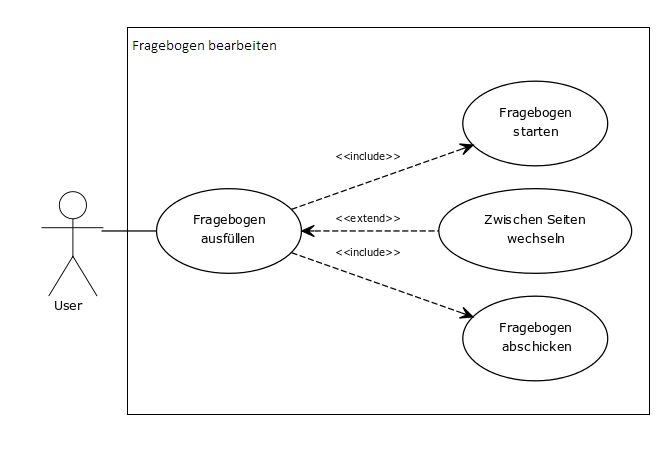 Fragebogen bearbeiten
Fragebogen
starten
<<include>>
User
Fragebogen
ausfüllen
<<extend>>
Zwischen Seiten
wechseln
<<include>>
Fragebogen
abschicken